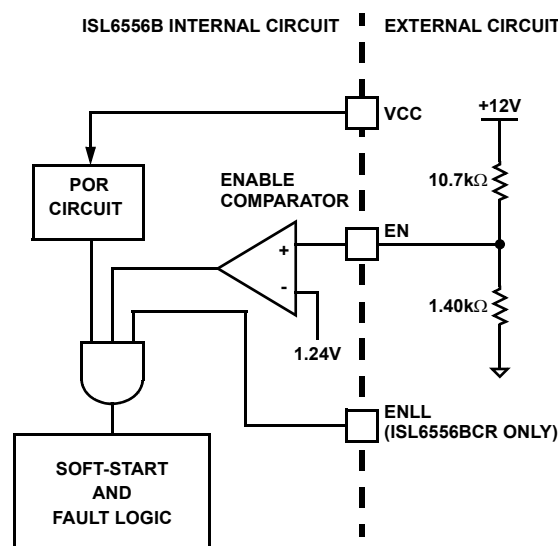 ISL6556B INTERNAL CIRCUIT
EXTERNAL CIRCUIT
VCC
+12V
POR
CIRCUIT
ENABLE
COMPARATOR
10.7kΩ
EN
+
-
1.24V
1.40kΩ
ENLL
(ISL6556BCR ONLY)
SOFT-START
AND
FAULT LOGIC